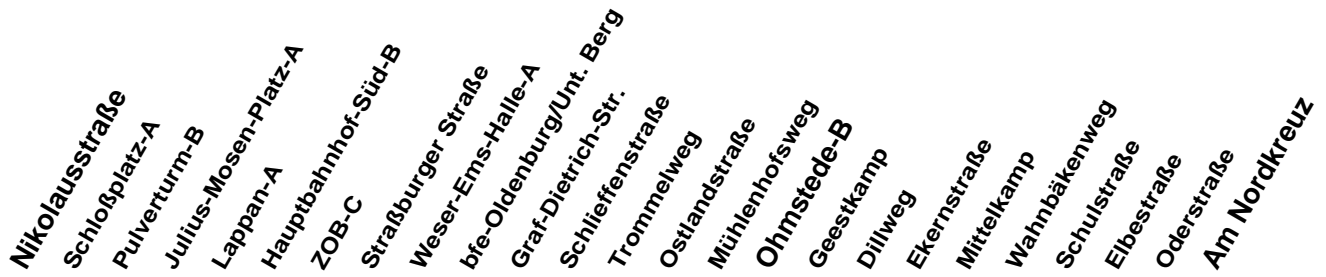 Nikolausstraße
Schloßplatz-A
Pulverturm-B
Julius-Mosen-Platz-A
Lappan-A
Hauptbahnhof-Süd-B
ZOB-C
Straßburger Straße
Weser-Ems-Halle-A
bfe-Oldenburg/Unt. Berg
Graf-Dietrich-Str.
Schlieffenstraße
Trommelweg
Ostlandstraße
Mühlenhofsweg
Ohmstede-B
Geestkamp
Dillweg
Ekernstraße
Mittelkamp
Wahnbäkenweg
Schulstraße
Elbestraße
Oderstraße
Am Nordkreuz